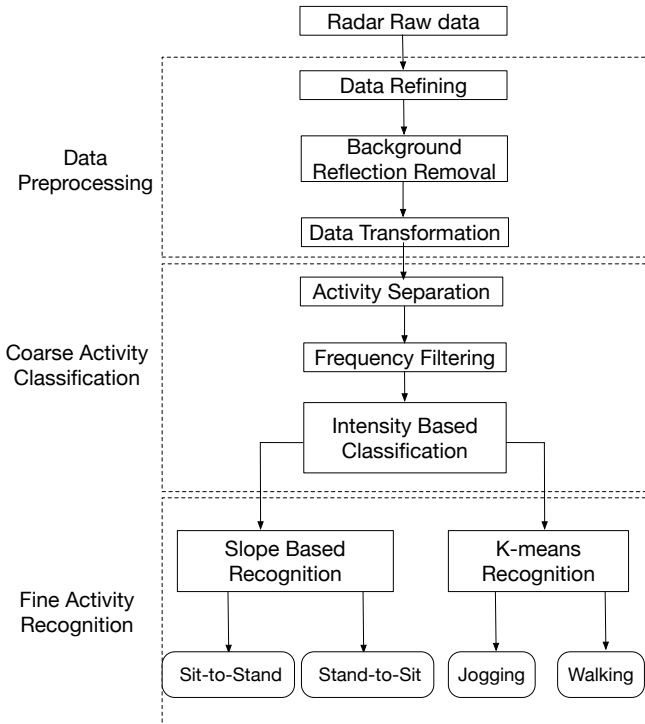 Radar Raw data
Data Refining
Background
Reflection Removal
Data
Preprocessing
Data Transformation
Activity Separation
Frequency Filtering
Coarse Activity
Classification
Intensity Based
Classification
Slope Based
Recognition
K-means
Recognition
Fine Activity
Recognition
Sit-to-Stand
Stand-to-Sit
Jogging
Walking